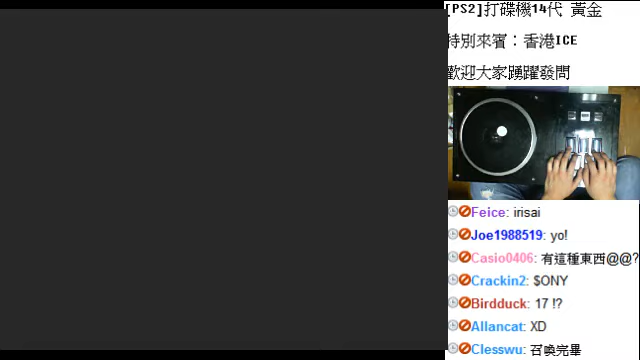 [PS2]打碟機14代 黃金
特別來賓：香港ICE
歡迎大家踴躍發問
Feice: irisai
Joe1988519: yo!
Casio0406: 有這種東西@@?
Crackin2: $ONY
Birdduck: 17 !?
Allancat: XD
Clesswu: 召喚完畢